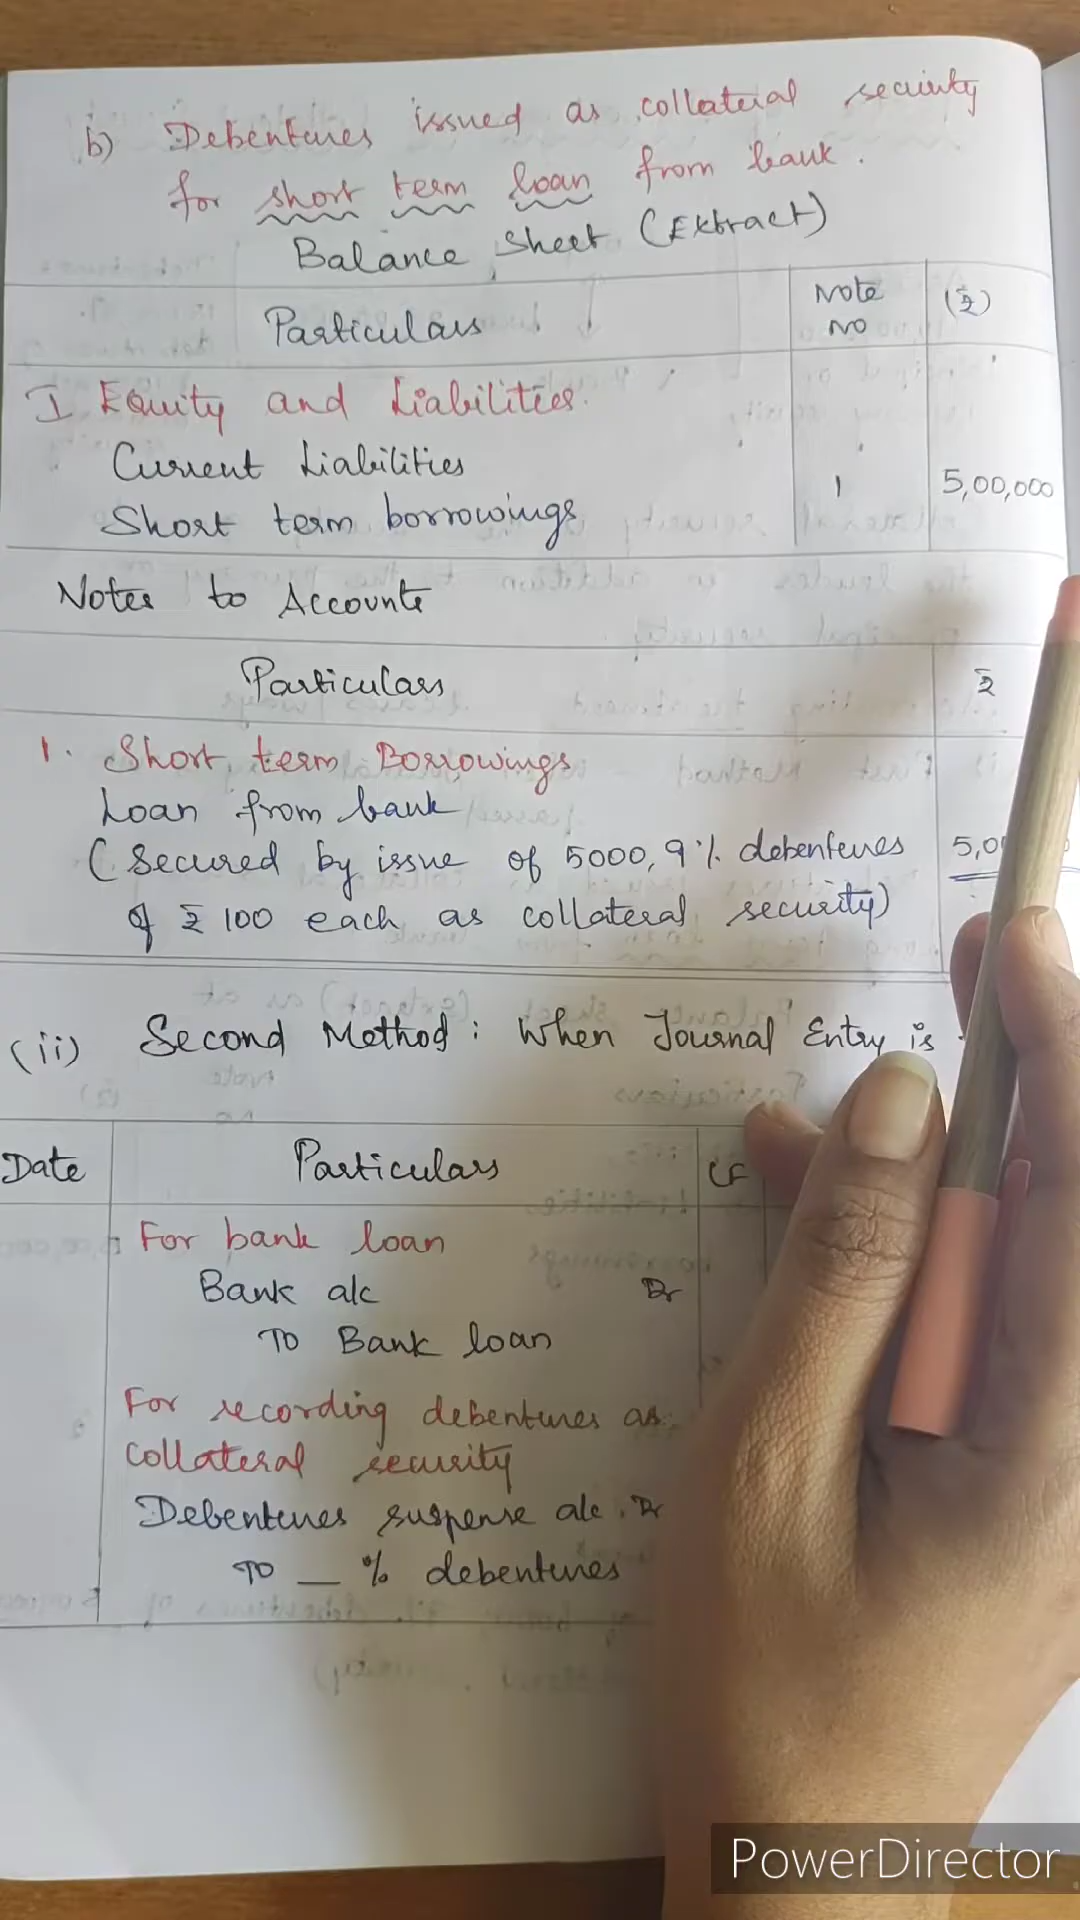 b) Debentures issued as collateral security
for short term loan from bank.
Balance Sheet (Extract)
Particulars Note No (₹)
I Equity and Liabilities.
Current Liabilities
Short term borrowings 1 5,00,000
Notes to Accounts
Particulars ₹
1. Short term Borrowings
Loan from bank
(Secured by issue of 5000, 9% debentures 5,0
of ₹ 100 each as collateral security)
(ii) Second Method: When Journal Entry is
Date Particulars LF
For bank loan
Bank a/c Dr
To Bank loan
For recording debentures as
collateral security
Debentures suspense a/c. Dr
To __ % debentures
PowerDirector